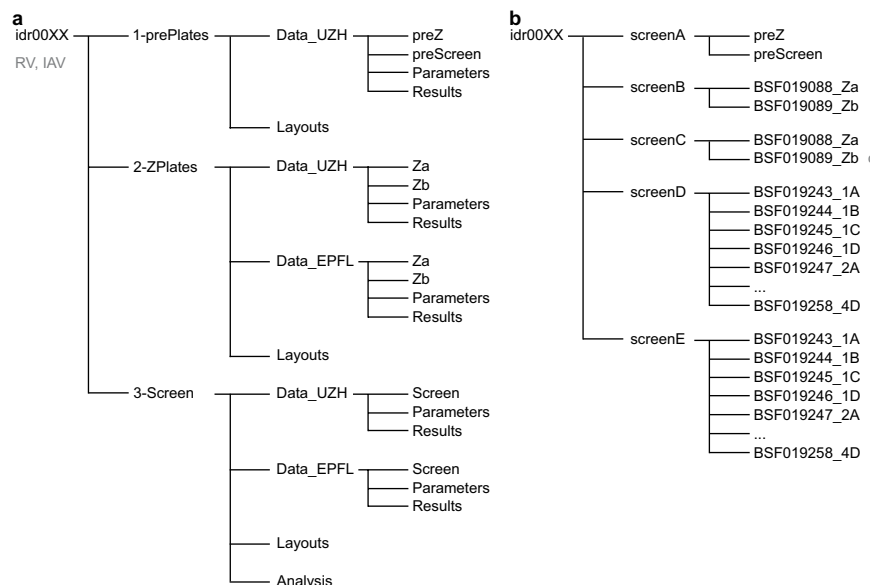 a
idr00XX
1-prePlates
Data_UZH
preZ
RV, IAV
preScreen
Parameters
Results
Layouts
2-ZPlates
Data_UZH
Za
Zb
Parameters
Results
Data_EPFL
Za
Zb
Parameters
Results
Layouts
3-Screen
Data_UZH
Screen
Parameters
Results
Data_EPFL
Screen
Parameters
Results
Layouts
Analysis
b
idr00XX
screenA
preZ
preScreen
screenB
BSF019088_Za
BSF019089_Zb
screenC
BSF019088_Za
BSF019089_Zb
screenD
BSF019243_1A
BSF019244_1B
BSF019245_1C
BSF019246_1D
BSF019247_2A
...
BSF019258_4D
screenE
BSF019243_1A
BSF019244_1B
BSF019245_1C
BSF019246_1D
BSF019247_2A
...
BSF019258_4D